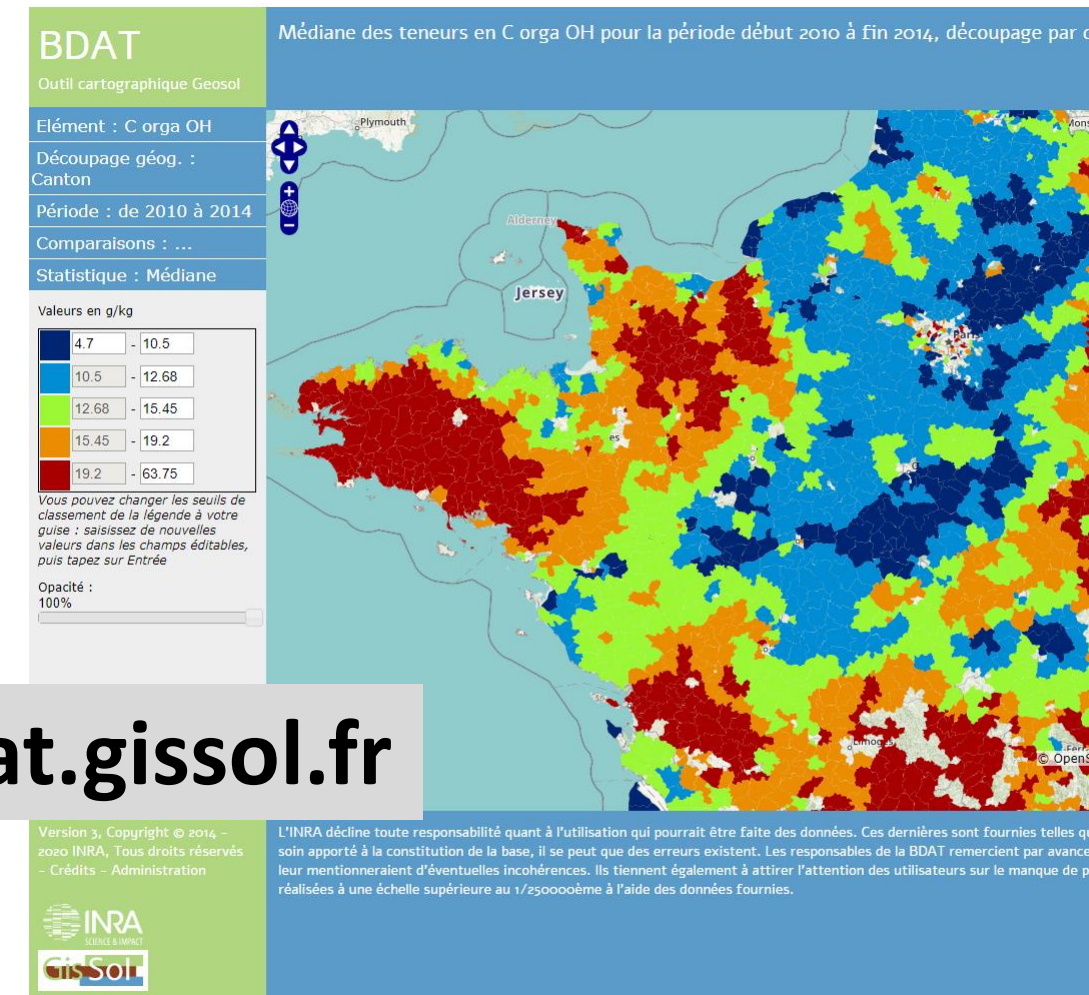 BDAT
Outil cartographique Geosol
Médiane des teneurs en C orga OH pour la période début 2010 à fin 2014, découpage par
Elément : C orga OH
Découpage géog. :
Canton
Période : de 2010 à 2014
Comparaisons : ...
Statistique : Médiane
Valeurs en g/kg
4.7 - 10.5
10.5 - 12.68
12.68 - 15.45
15.45 - 19.2
19.2 - 63.75
Vous pouvez changer les seuils de
classement de la légende à votre
guise : saisissez de nouvelles
valeurs dans les champs éditables,
puis tapez sur Entrée
Opacité :
100%
Plymouth
Alderney
Jersey
Mons
Limoges
© OpenS
at.gissol.fr
Version 3, Copyright © 2014 -
2020 INRA, Tous droits réservés
- Crédits - Administration
L'INRA décline toute responsabilité quant à l'utilisation qui pourrait être faite des données. Ces dernières sont fournies telles qu
soin apporté à la constitution de la base, il se peut que des erreurs existent. Les responsables de la BDAT remercient par avance
leur mentionneraient d'éventuelles incohérences. Ils tiennent également à attirer l'attention des utilisateurs sur le manque de p
réalisées à une échelle supérieure au 1/250000ème à l'aide des données fournies.
INRA
SCIENCE & IMPACT
GisSol